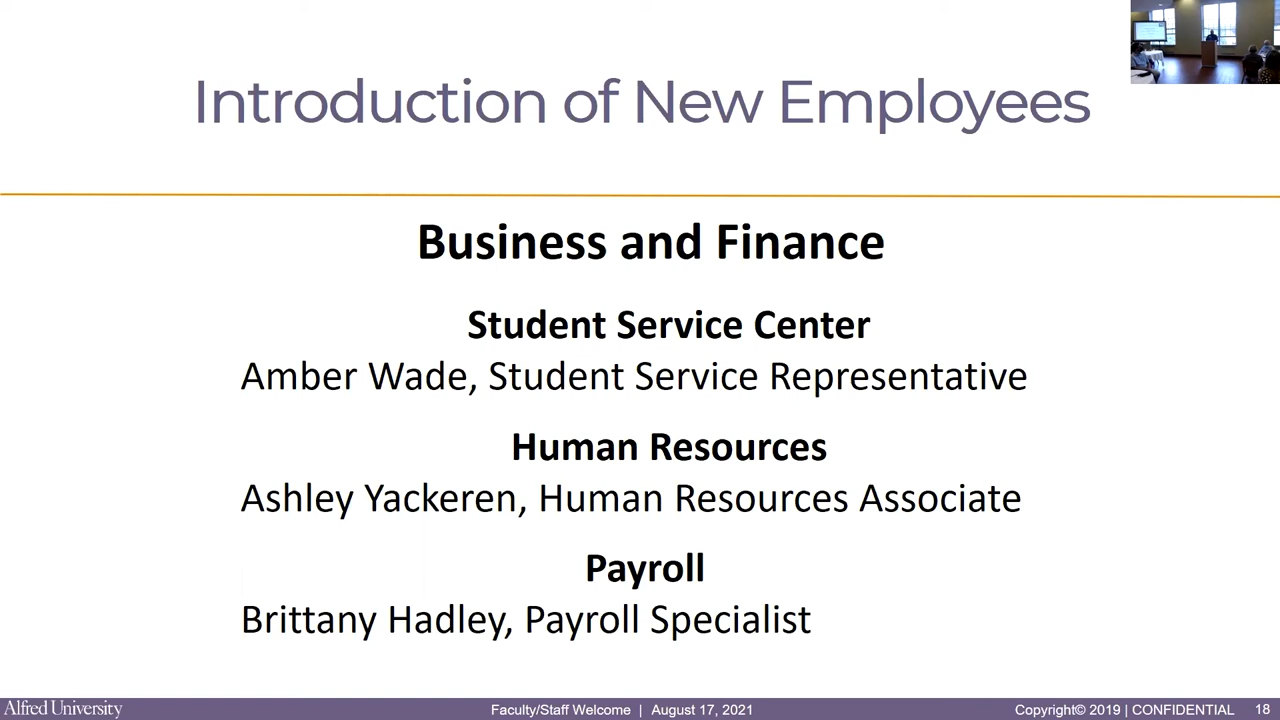 Introduction of New Employees
Business and Finance
Student Service Center
Amber Wade, Student Service Representative
Human Resources
Ashley Yackeren, Human Resources Associate
Payroll
Brittany Hadley, Payroll Specialist
Alfred University
Faculty/Staff Welcome | August 17, 2021
Copyright© 2019 | CONFIDENTIAL 18